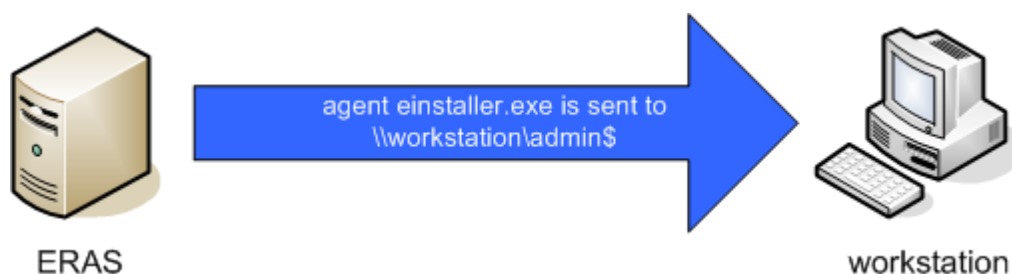 agent einstaller.exe is sent to
\\workstation\admin$
ERAS
workstation